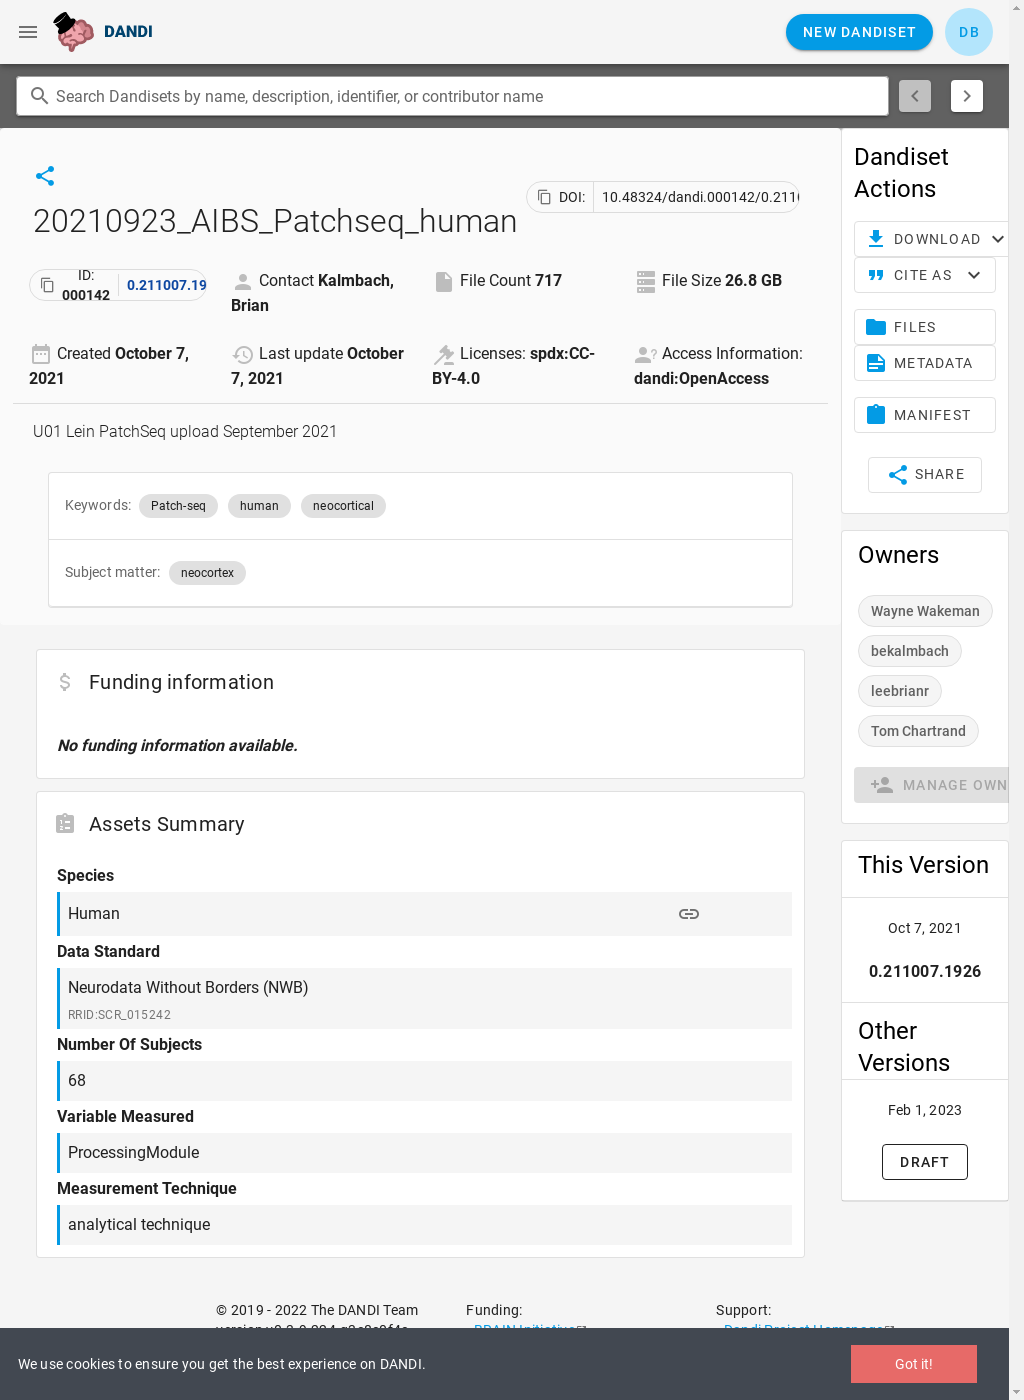 DANDI
NEW DANDISET
DB
Search Dandisets by name, description, identifier, or contributor name
20210923_AIBS_Patchseq_human
DOI:
10.48324/dandi.000142/0.211
ID:
000142
0.211007.19
Contact Kalmbach,
Brian
File Count 717
File Size 26.8 GB
Created October 7,
2021
Last update October
7, 2021
Licenses: spdx:CC-
BY-4.0
Access Information:
dandi:OpenAccess
U01 Lein PatchSeq upload September 2021
Keywords: Patch-seq human neocortical
Subject matter: neocortex
Funding information
No funding information available.
Assets Summary
Species
Human
Data Standard
Neurodata Without Borders (NWB)
RRID:SCR_015242
Number Of Subjects
68
Variable Measured
ProcessingModule
Measurement Technique
analytical technique
Dandiset
Actions
DOWNLOAD
CITE AS
FILES
METADATA
MANIFEST
SHARE
Owners
Wayne Wakeman
bekalmbach
leebrianr
Tom Chartrand
MANAGE OWN
This Version
Oct 7, 2021
0.211007.1926
Other
Versions
Feb 1, 2023
DRAFT
© 2019 - 2022 The DANDI Team
Funding:
BRAIN Initiative
Support:
Dandi Project Homepage
We use cookies to ensure you get the best experience on DANDI.
Got it!